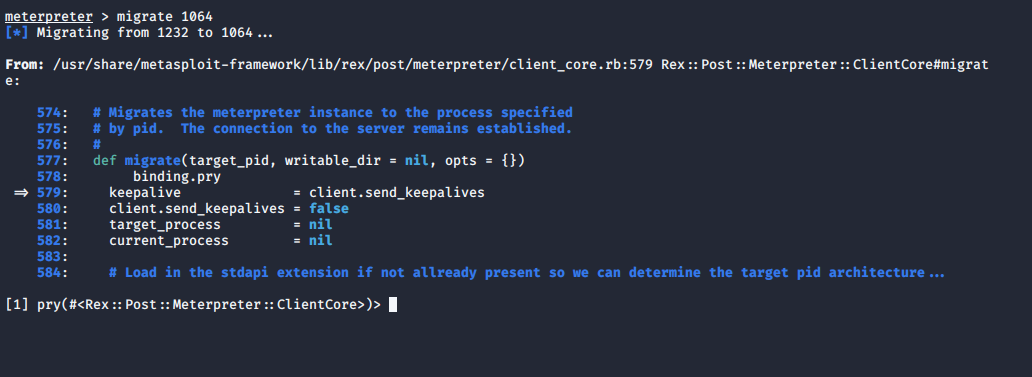 meterpreter > migrate 1064
[*] Migrating from 1232 to 1064...
From: /usr/share/metasploit-framework/lib/rex/post/meterpreter/client_core.rb:579 Rex::Post::Meterpreter::ClientCore#migrat
e:
574: # Migrates the meterpreter instance to the process specified
575: # by pid.  The connection to the server remains established.
576: #
577: def migrate(target_pid, writable_dir = nil, opts = {})
578:     binding.pry
=> 579:   keepalive              = client.send_keepalives
580:   client.send_keepalives = false
581:   target_process         = nil
582:   current_process        = nil
583:
584:   # Load in the stdapi extension if not allready present so we can determine the target pid architecture...
[1] pry(#<Rex::Post::Meterpreter::ClientCore>)>